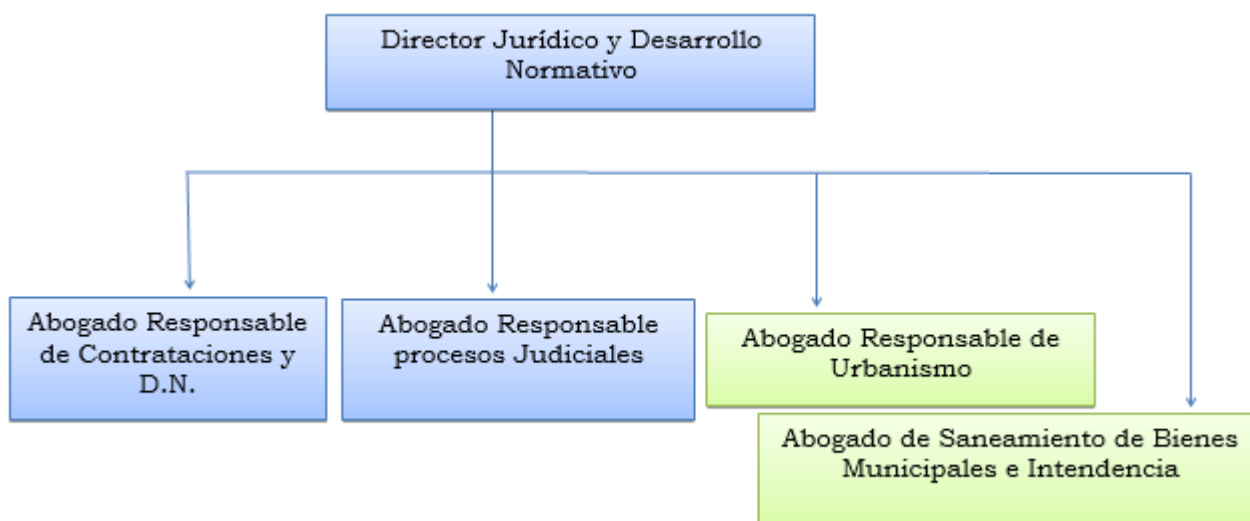 Director Jurídico y Desarrollo
Normativo
Abogado Responsable
de Contrataciones y
D.N.
Abogado Responsable
procesos Judiciales
Abogado Responsable de
Urbanismo
Abogado de Saneamiento de Bienes
Municipales e Intendencia